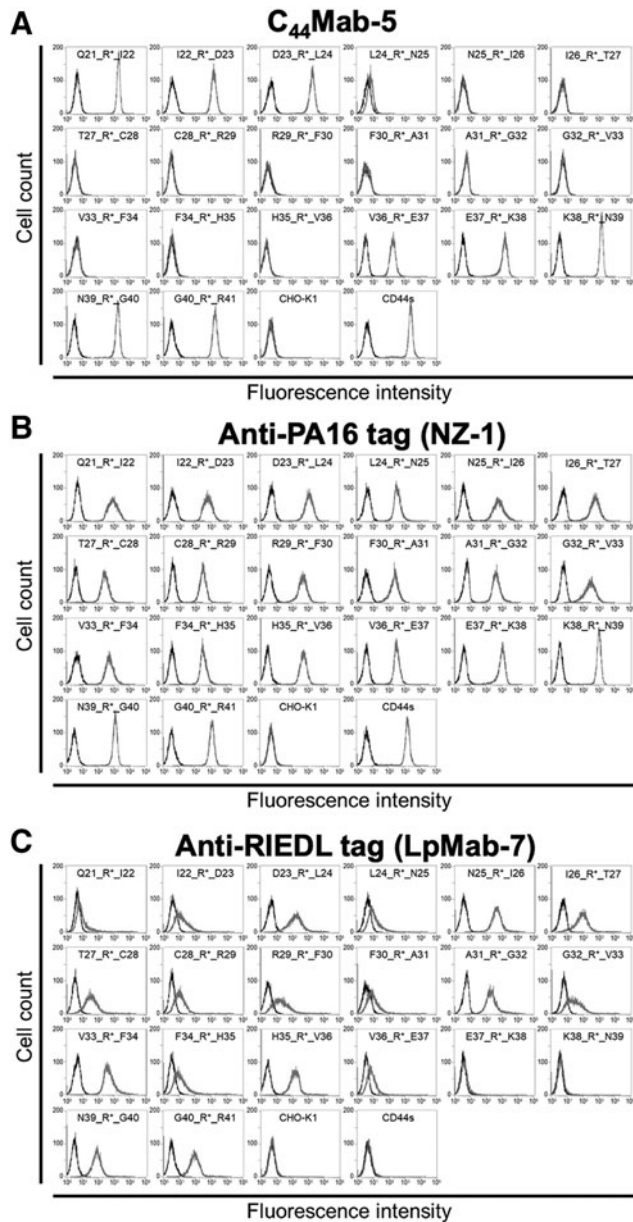 A
C44Mab-5
Q21_R*_I22 I22_R*_D23 D23_R*_L24 L24_R*_N25 N25_R*_I26 I26_R*_T27
T27_R*_C28 C28_R*_R29 R29_R*_F30 F30_R*_A31 A31_R*_G32 G32_R*_V33
V33_R*_F34 F34_R*_H35 H35_R*_V36 V36_R*_E37 E37_R*_K38 K38_R*_N39
N39_R*_G40 G40_R*_R41 CHO-K1 CD44s
Cell count
Fluorescence intensity
B
Anti-PA16 tag (NZ-1)
Q21_R*_I22 I22_R*_D23 D23_R*_L24 L24_R*_N25 N25_R*_I26 I26_R*_T27
T27_R*_C28 C28_R*_R29 R29_R*_F30 F30_R*_A31 A31_R*_G32 G32_R*_V33
V33_R*_F34 F34_R*_H35 H35_R*_V36 V36_R*_E37 E37_R*_K38 K38_R*_N39
N39_R*_G40 G40_R*_R41 CHO-K1 CD44s
Cell count
Fluorescence intensity
C
Anti-RIEDL tag (LpMab-7)
Q21_R*_I22 I22_R*_D23 D23_R*_L24 L24_R*_N25 N25_R*_I26 I26_R*_T27
T27_R*_C28 C28_R*_R29 R29_R*_F30 F30_R*_A31 A31_R*_G32 G32_R*_V33
V33_R*_F34 F34_R*_H35 H35_R*_V36 V36_R*_E37 E37_R*_K38 K38_R*_N39
N39_R*_G40 G40_R*_R41 CHO-K1 CD44s
Cell count
Fluorescence intensity